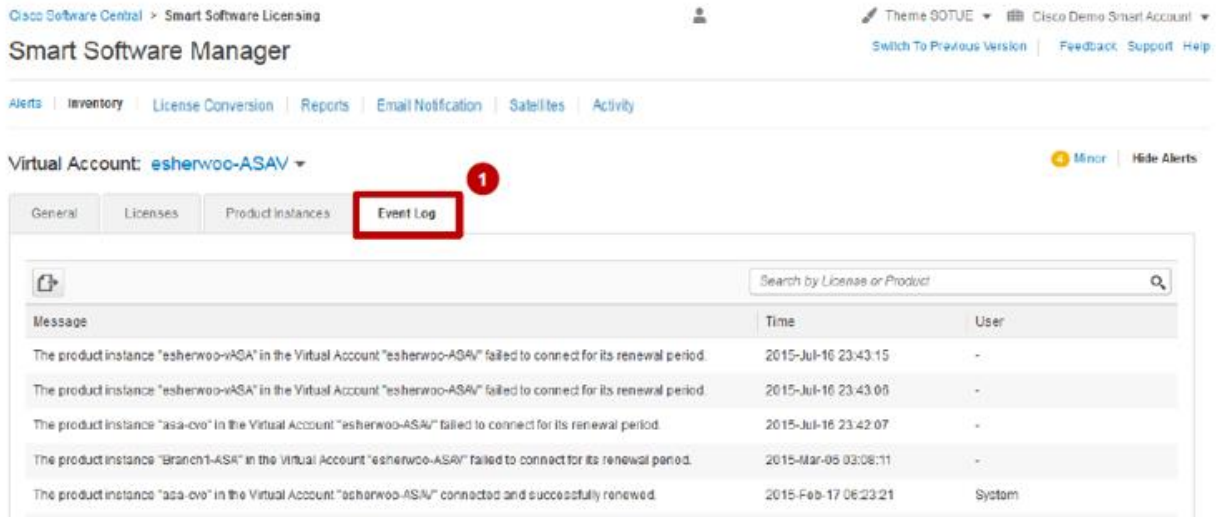 Cisco Software Central > Smart Software Licensing
Theme SOTUE Cisco Demo Smart Account
Smart Software Manager
Switch To Previous Version Feedback Support Help
Alerts Inventory License Conversion Reports Email Notification Satellites Activity
Virtual Account: esherwoo-ASAV
4 Minor Hide Alerts
1
General Licenses Product Instances Event Log
Search by License or Product
Message Time User
The product instance "esherwoo-vASA" in the Virtual Account "esherwoo-ASAV" failed to connect for its renewal period. 2015-Jul-16 23:43:15 -
The product instance "esherwoo-vASA" in the Virtual Account "esherwoo-ASAV" failed to connect for its renewal period. 2015-Jul-16 23:43:06 -
The product instance "asa-cvo" in the Virtual Account "esherwoo-ASAV" failed to connect for its renewal period. 2015-Jul-16 23:42:07 -
The product instance "Branch1-ASA" in the Virtual Account "esherwoo-ASAV" failed to connect for its renewal period. 2015-Mar-06 03:08:11 -
The product instance "asa-cvo" in the Virtual Account "esherwoo-ASAV" connected and successfully renewed. 2015-Feb-17 06:23:21 System